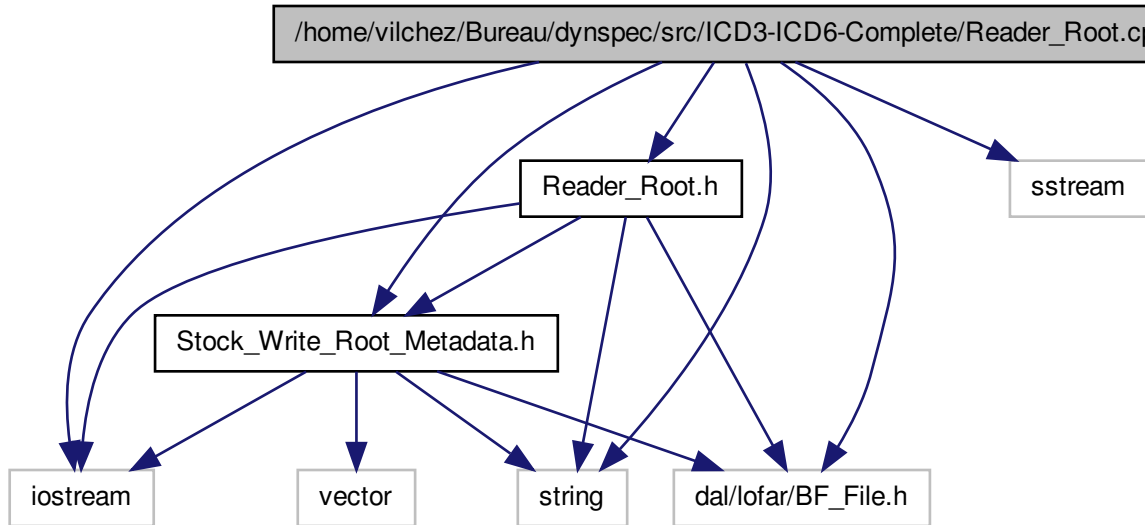 /home/vilchez/Bureau/dynspec/src/ICD3-ICD6-Complete/Reader_Root.cp
Reader_Root.h
sstream
Stock_Write_Root_Metadata.h
iostream
vector
string
dal/lofar/BF_File.h